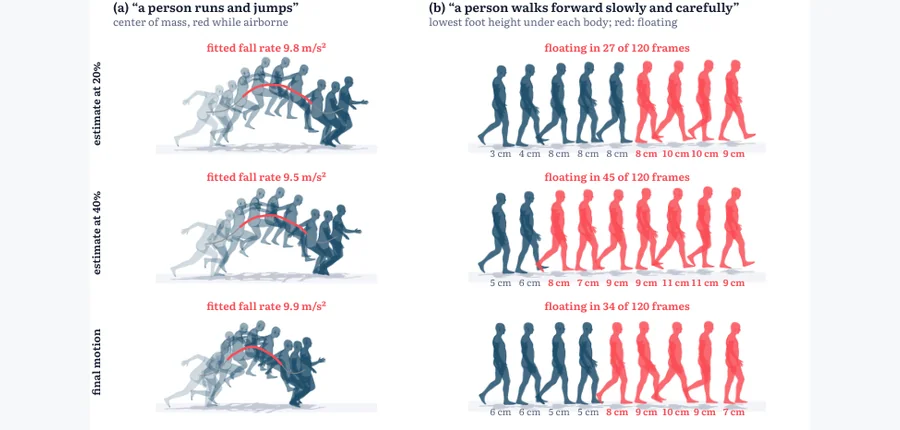 (a) “a person runs and jumps”
center of mass, red while airborne
(b) “a person walks forward slowly and carefully”
lowest foot height under each body; red: floating
estimate at 20%
fitted fall rate 9.8 m/s²
floating in 27 of 120 frames
3 cm 4 cm 8 cm 8 cm 8 cm 8 cm 10 cm 10 cm 9 cm
estimate at 40%
fitted fall rate 9.5 m/s²
floating in 45 of 120 frames
5 cm 6 cm 8 cm 7 cm 9 cm 9 cm 11 cm 11 cm 9 cm
final motion
fitted fall rate 9.9 m/s²
floating in 34 of 120 frames
6 cm 6 cm 5 cm 5 cm 8 cm 9 cm 10 cm 9 cm 7 cm